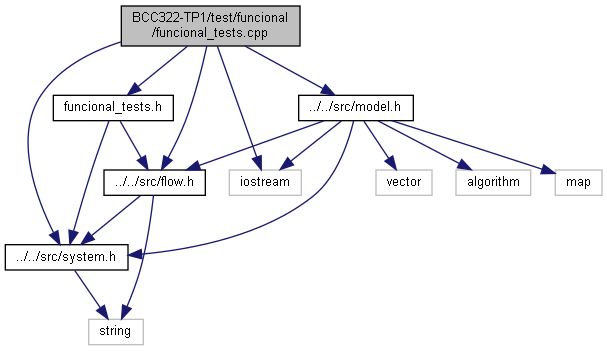 BCC322-TP1/test/funcional
/funcional_tests.cpp
funcional_tests.h
../../src/model.h
../../src/flow.h
iostream
vector
algorithm
map
../../src/system.h
string